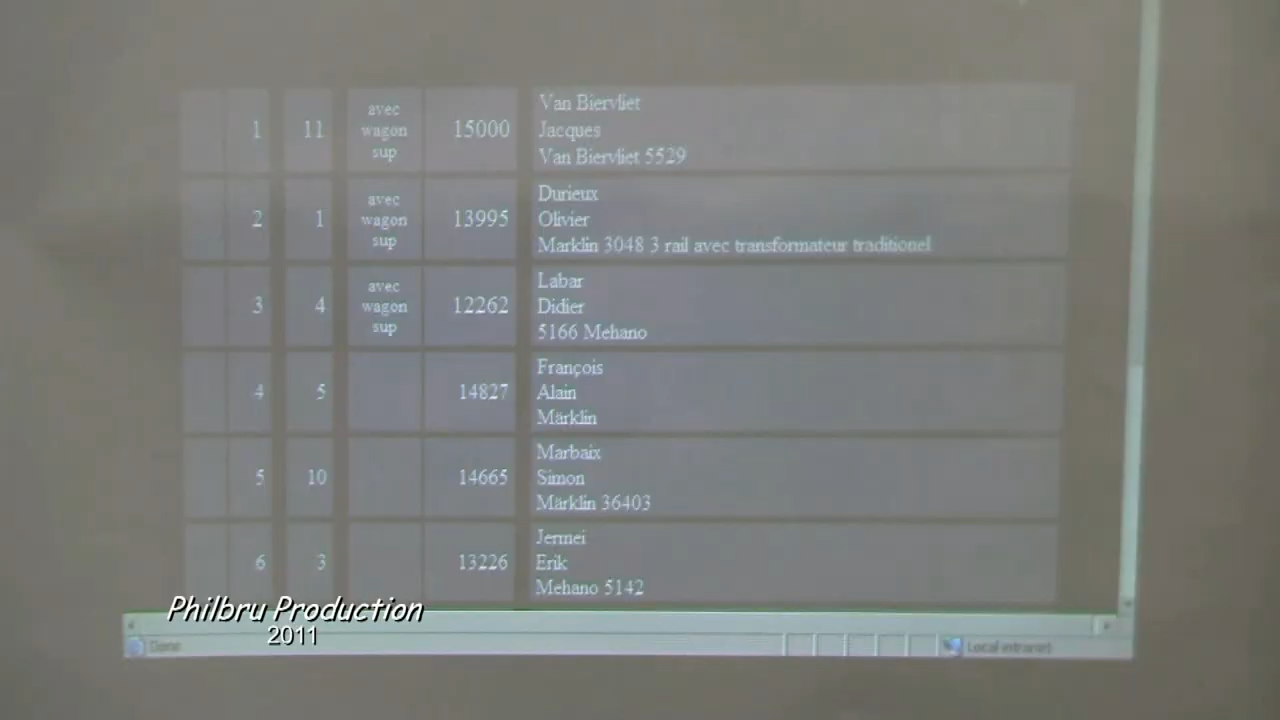 1 11 avec wagon sup 15000 Van Biervliet
Jacques
Van Biervliet 5529
2 1 avec wagon sup 13995 Durieux
Olivier
Marklin 3048 3 rail avec transformateur traditionel
3 4 avec wagon sup 12262 Labar
Didier
5166 Mehano
4 5 14827 François
Alain
Märklin
5 10 14665 Marbaix
Simon
Märklin 36403
6 3 13226 Jermei
Erik
Mehano 5142
Philbru Production
2011
Done Local intranet